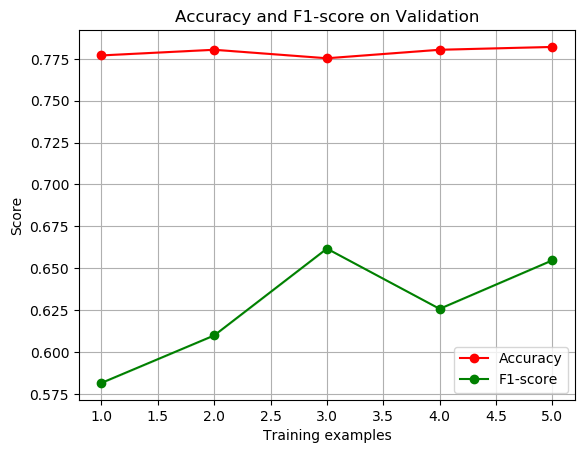 Accuracy and F1-score on Validation
0.775
0.750
0.725
0.700
0.675
0.650
0.625
0.600
0.575
Score
Accuracy
F1-score
1.0 1.5 2.0 2.5 3.0 3.5 4.0 4.5 5.0
Training examples